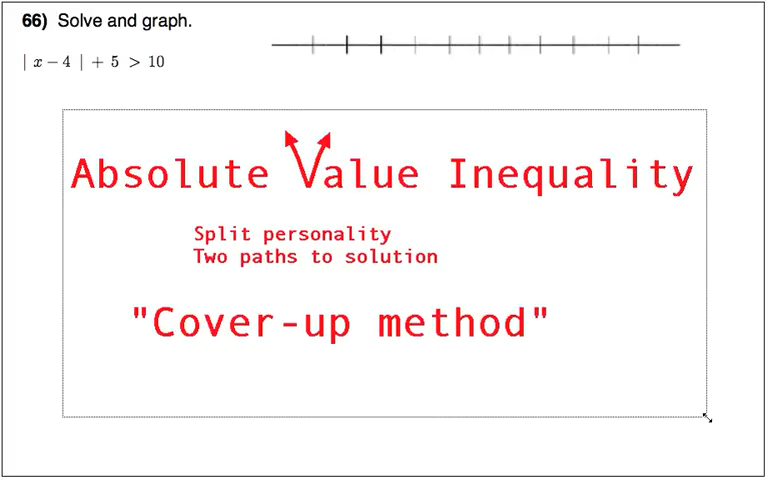 66) Solve and graph.
| x − 4 | + 5 > 10
Absolute Value Inequality
Split personality
Two paths to solution
"Cover-up method"